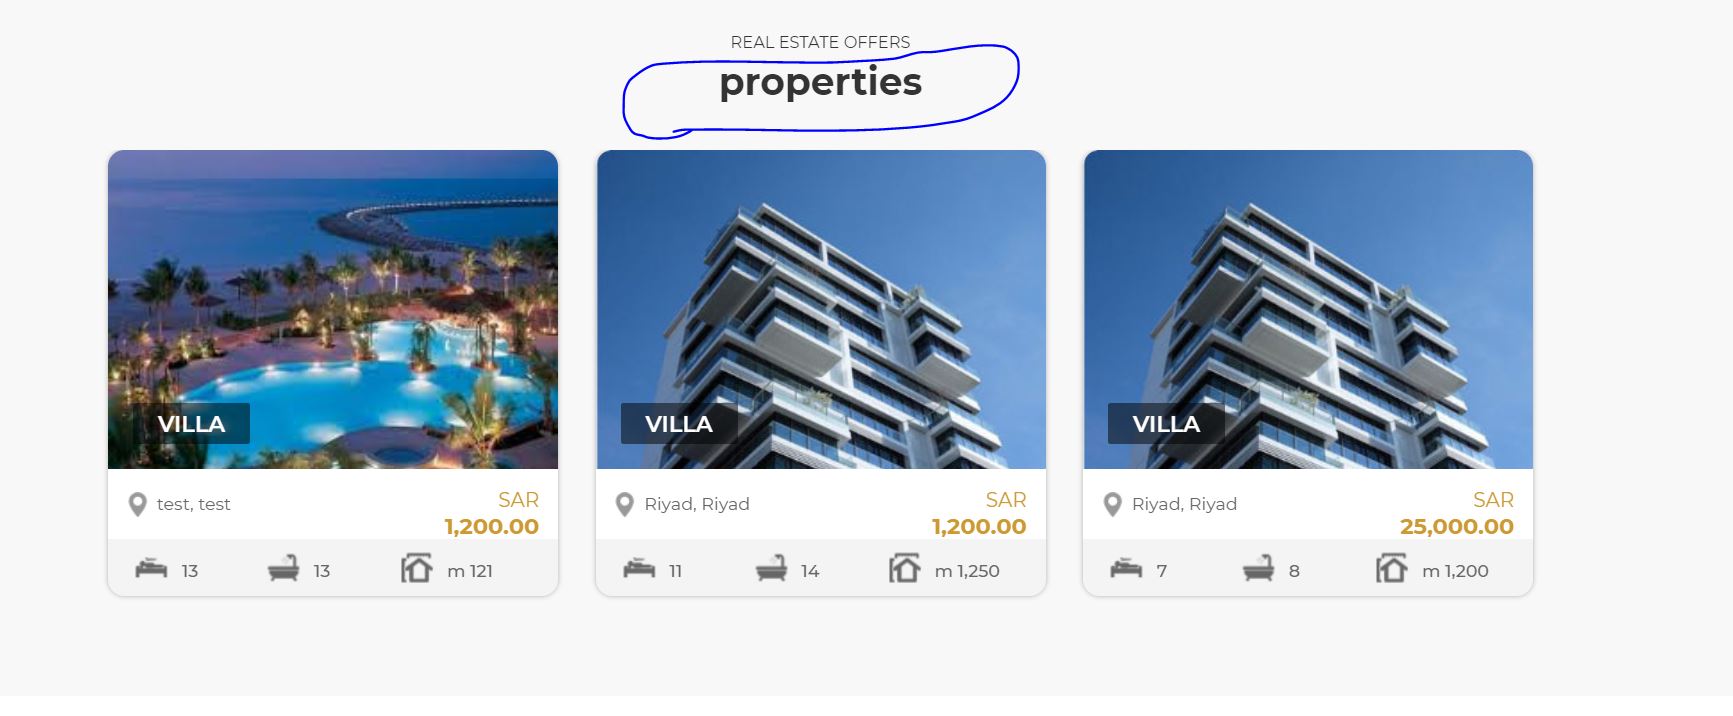 REAL ESTATE OFFERS
properties
VILLA
test, test
SAR
1,200.00
13
13
m 121
VILLA
Riyad, Riyad
SAR
1,200.00
11
14
m 1,250
VILLA
Riyad, Riyad
SAR
25,000.00
7
8
m 1,200